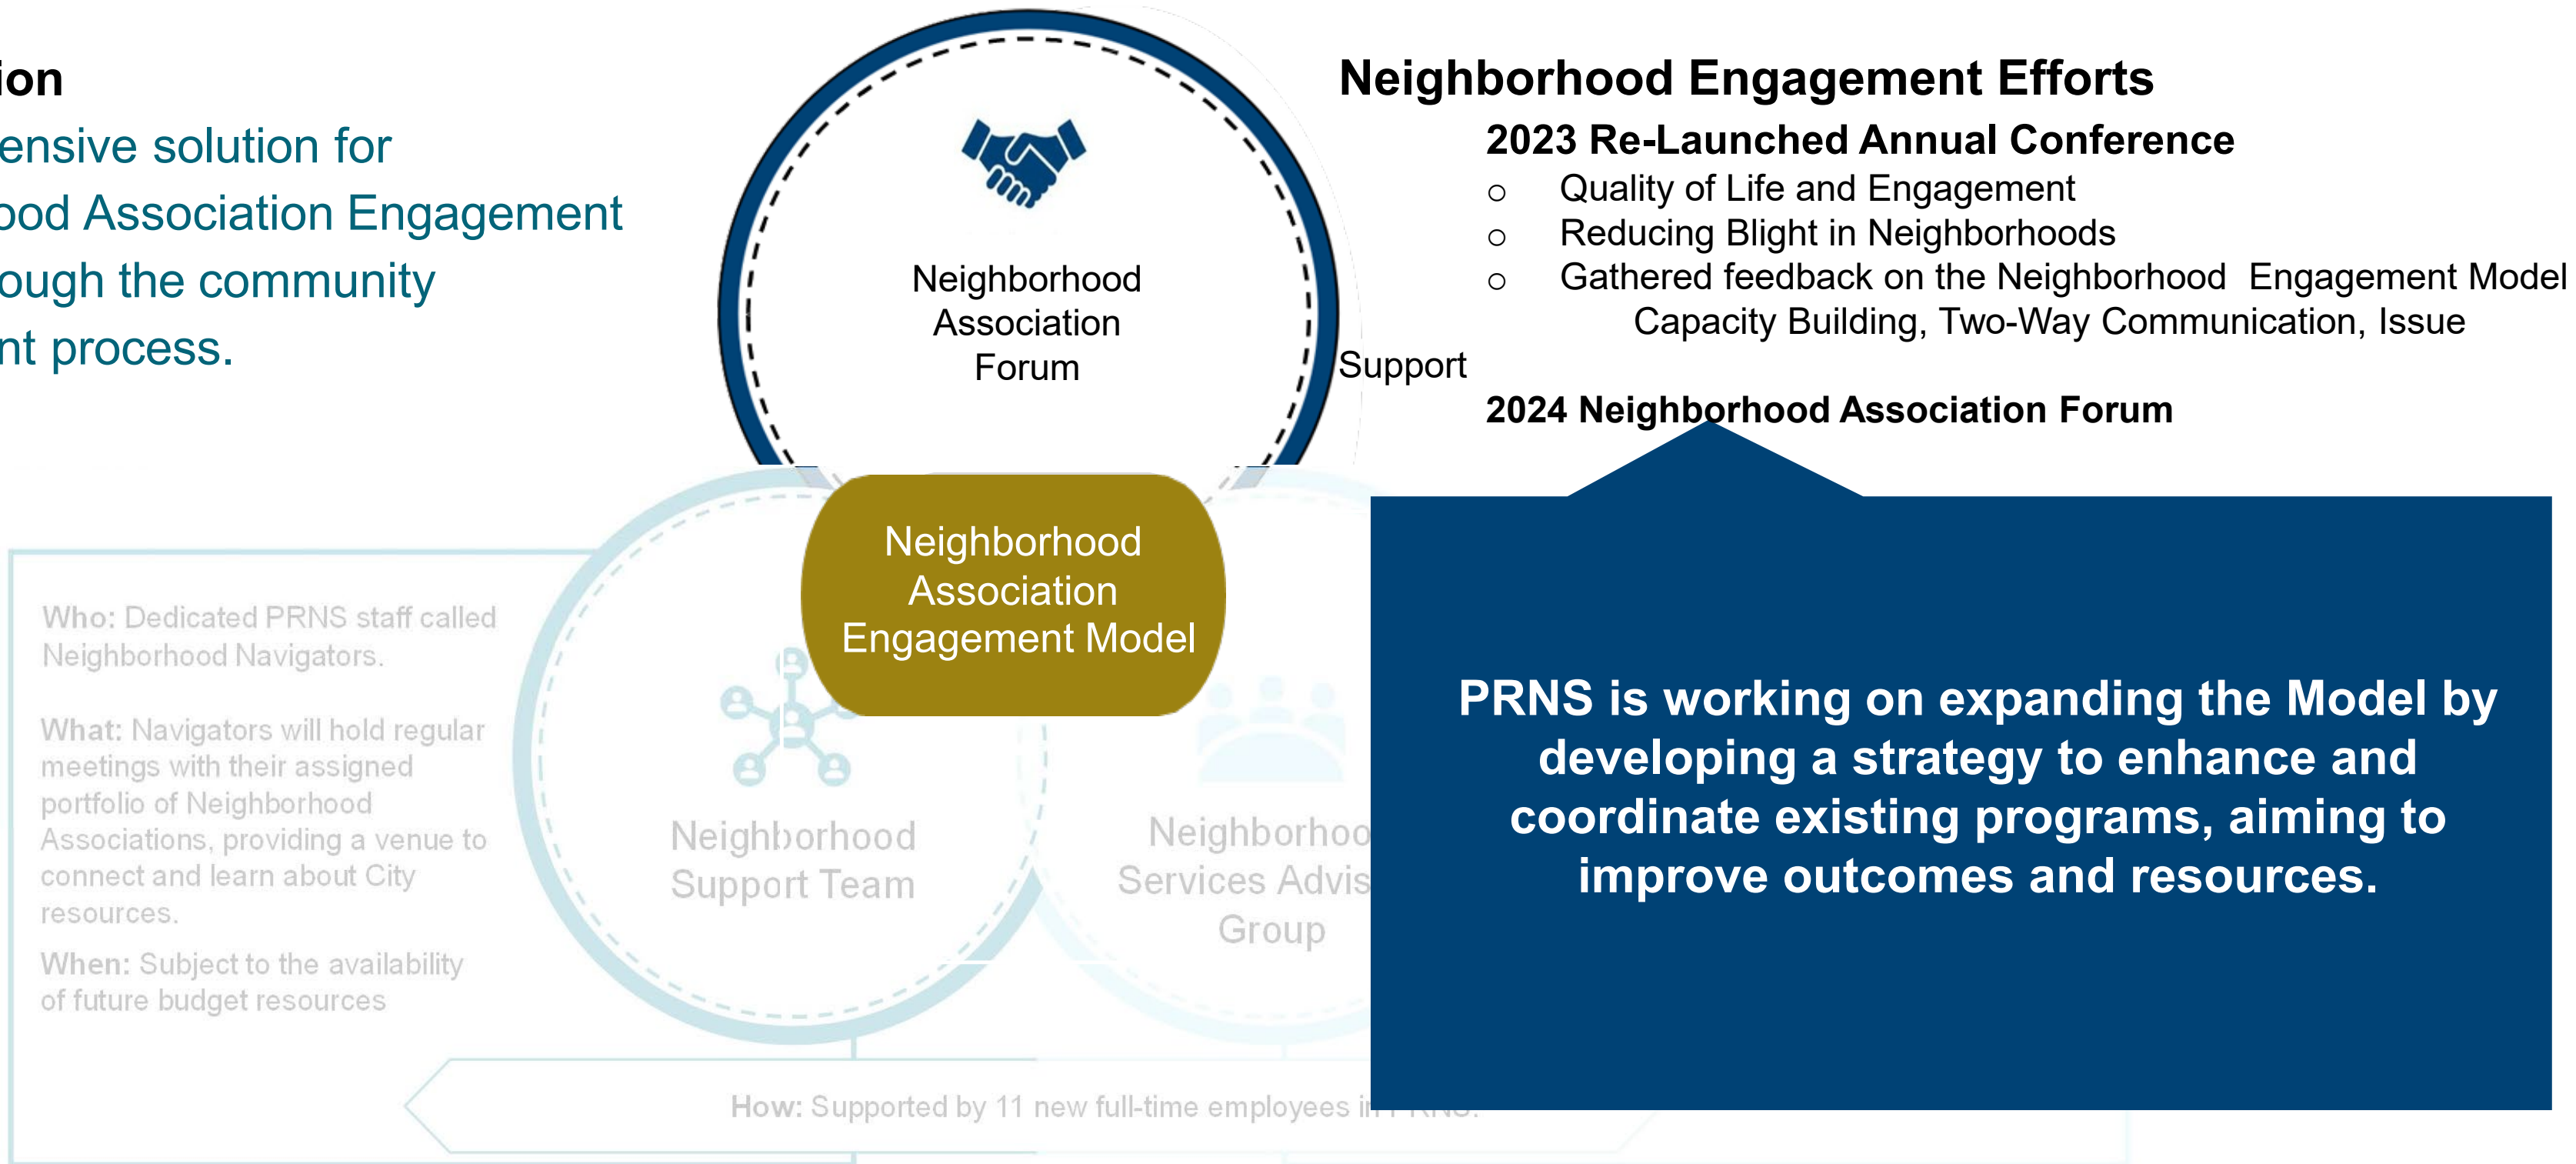 ion
ensive solution for
ood Association Engagement
ough the community
nt process.
Neighborhood
Association
Forum
Neighborhood Engagement Efforts
2023 Re-Launched Annual Conference
o Quality of Life and Engagement
o Reducing Blight in Neighborhoods
o Gathered feedback on the Neighborhood Engagement Model
Capacity Building, Two-Way Communication, Issue
Support
2024 Neighborhood Association Forum
Neighborhood
Association
Engagement Model
Who: Dedicated PRNS staff called
Neighborhood Navigators.
What: Navigators will hold regular
meetings with their assigned
portfolio of Neighborhood
Associations, providing a venue to
connect and learn about City
resources.
When: Subject to the availability
of future budget resources
Neighborhood
Support Team
Neighborhoo
Services Advis
Group
PRNS is working on expanding the Model by
developing a strategy to enhance and
coordinate existing programs, aiming to
improve outcomes and resources.
How: Supported by 11 new full-time employees in PRNS.